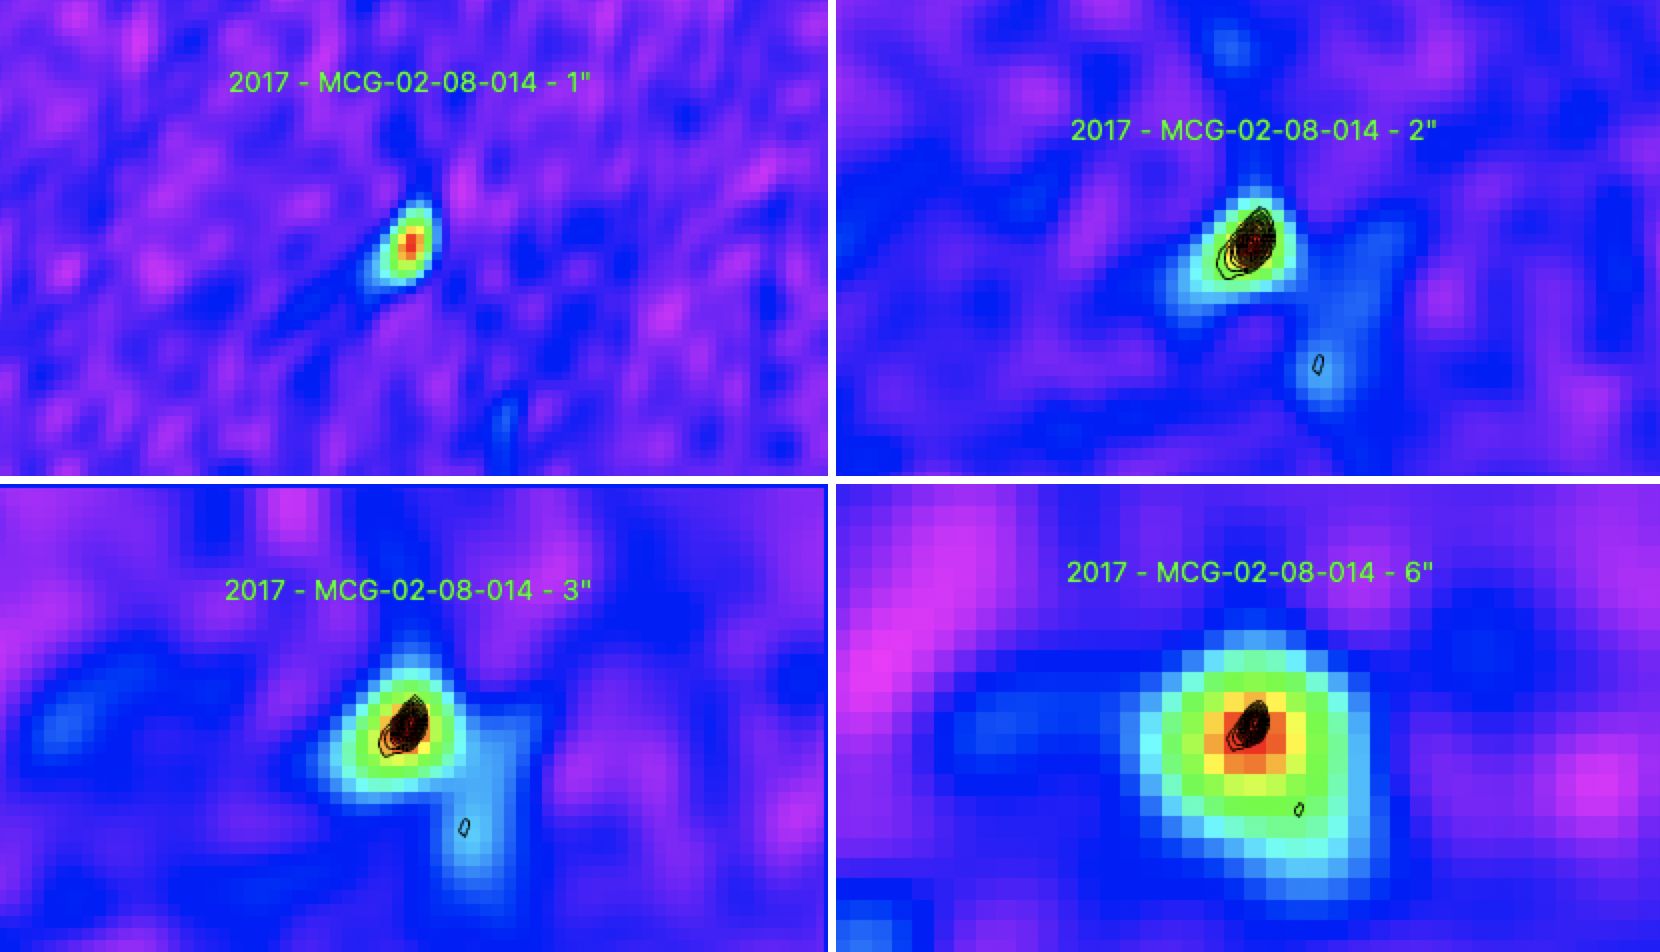 2017 - MCG-02-08-014 - 1"
2017 - MCG-02-08-014 - 2"
2017 - MCG-02-08-014 - 3"
2017 - MCG-02-08-014 - 6"